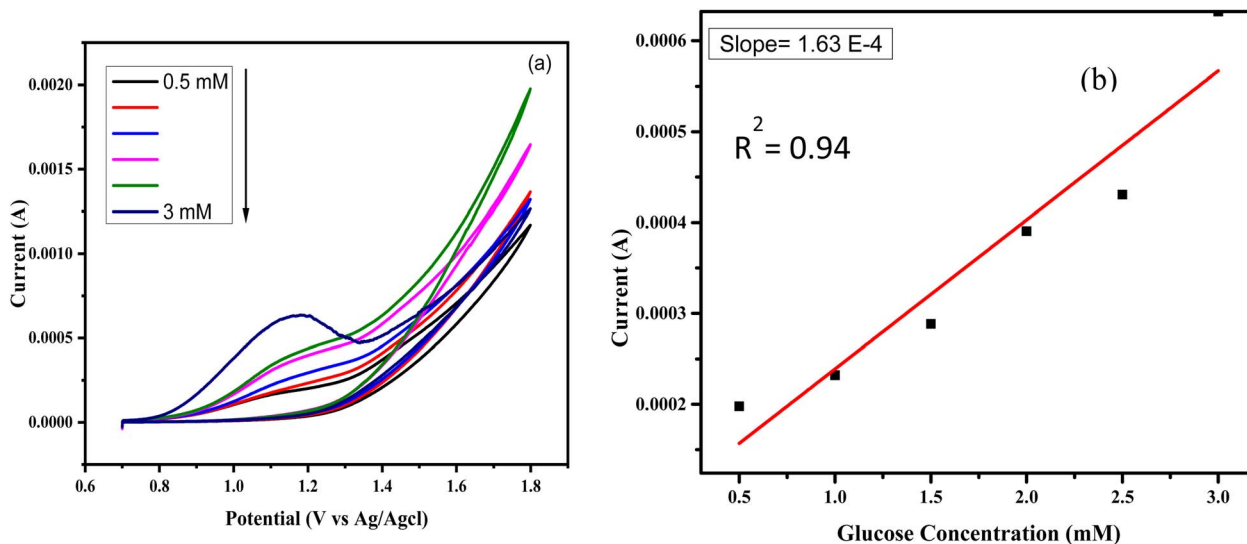 (a)
0.5 mM
3 mM
0.0020
0.0015
0.0010
0.0005
0.0000
Current (A)
0.6 0.8 1.0 1.2 1.4 1.6 1.8
Potential (V vs Ag/Agcl)
Slope= 1.63 E-4
(b)
R²= 0.94
0.0006
0.0005
0.0004
0.0003
0.0002
Current (A)
0.5 1.0 1.5 2.0 2.5 3.0
Glucose Concentration (mM)